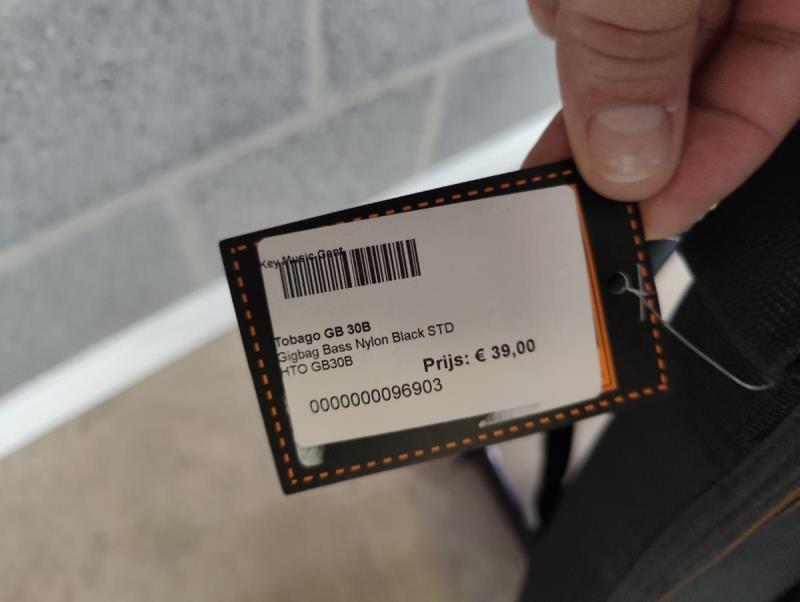 Key Music Gent
Tobago GB 30B
Gigbag Bass Nylon Black STD
HTO GB30B
Prijs: € 39,00
0000000096903